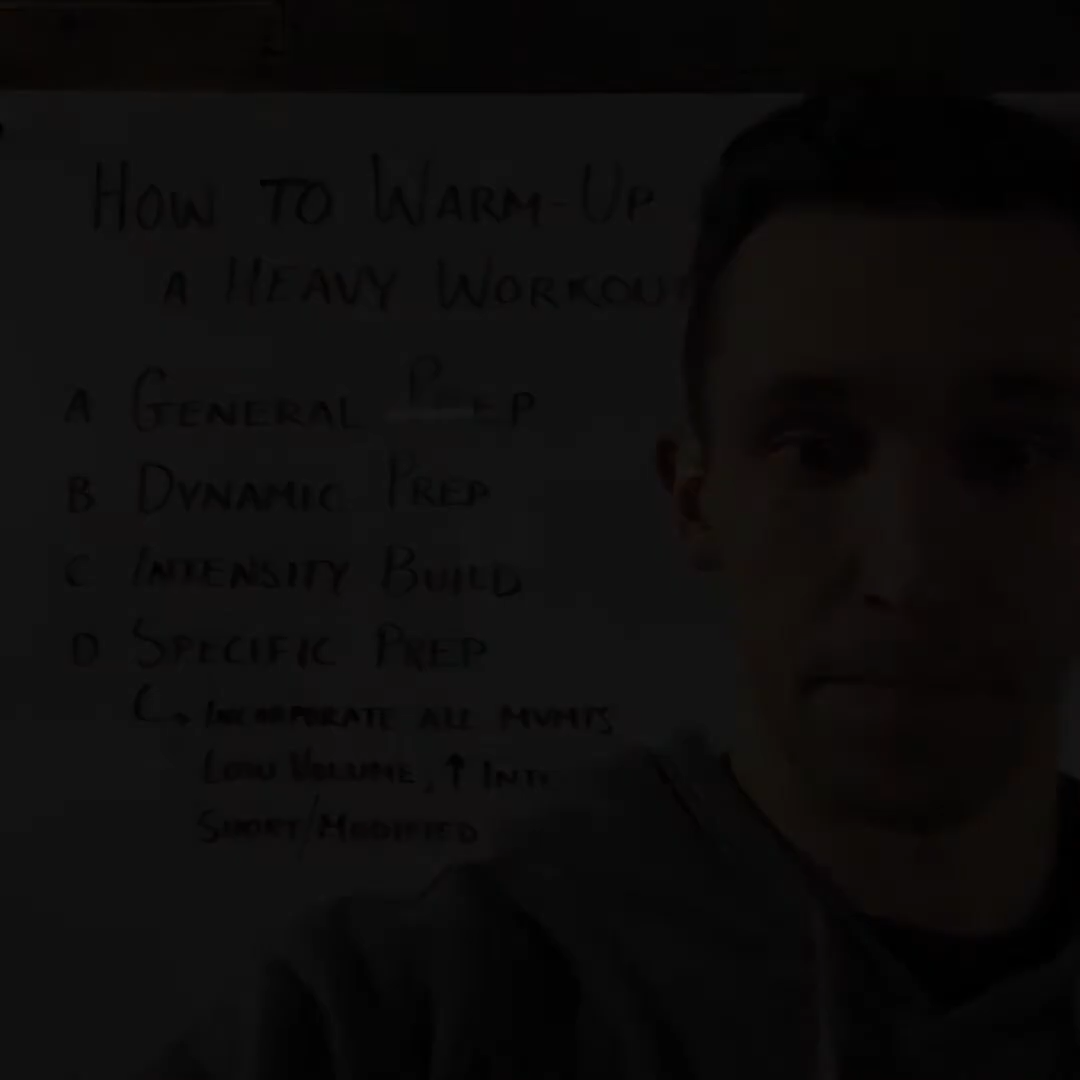 How to Warm-Up
A Heavy Workou
A General Prep
B Dynamic Prep
C Intensity Build
D Specific Prep
Incorporate all mvmts
Low Volume, ↑ Int
Short/Modified